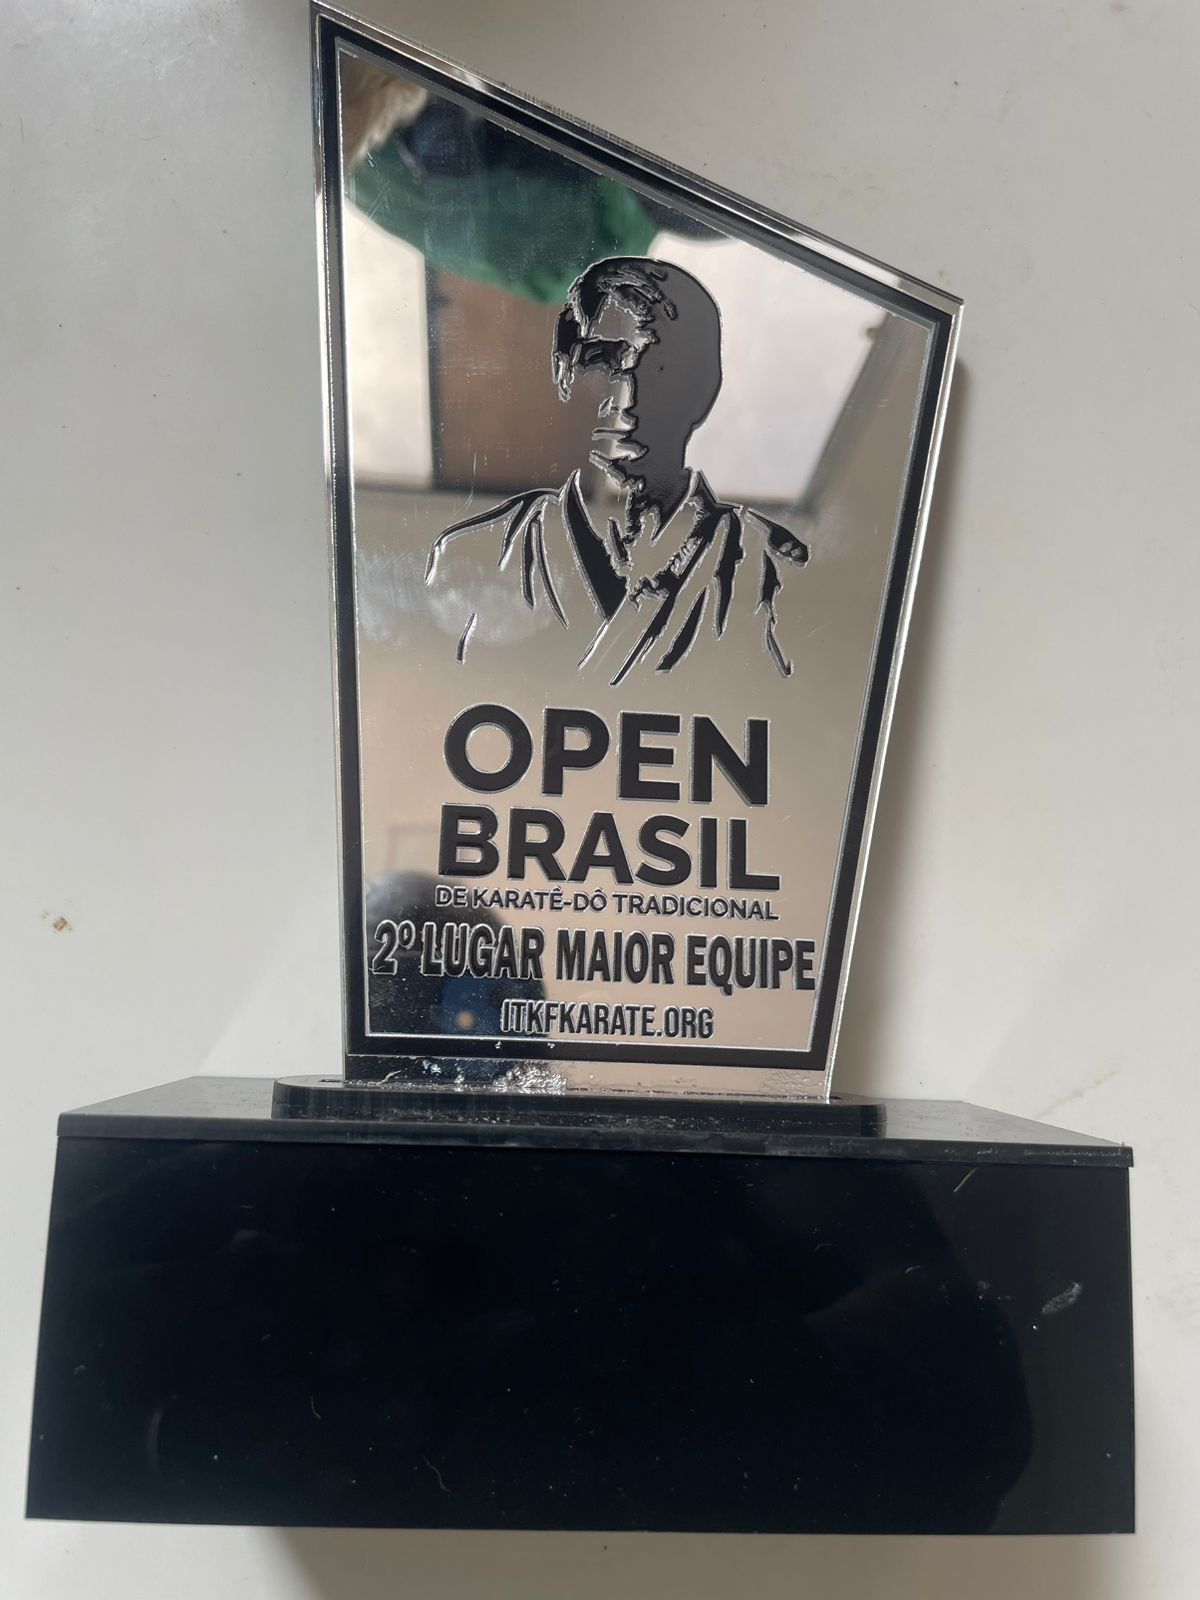 OPEN
BRASIL
DE KARATÊ-DÔ TRADICIONAL
2º LUGAR MAIOR EQUIPE
ITKFKARATE.ORG